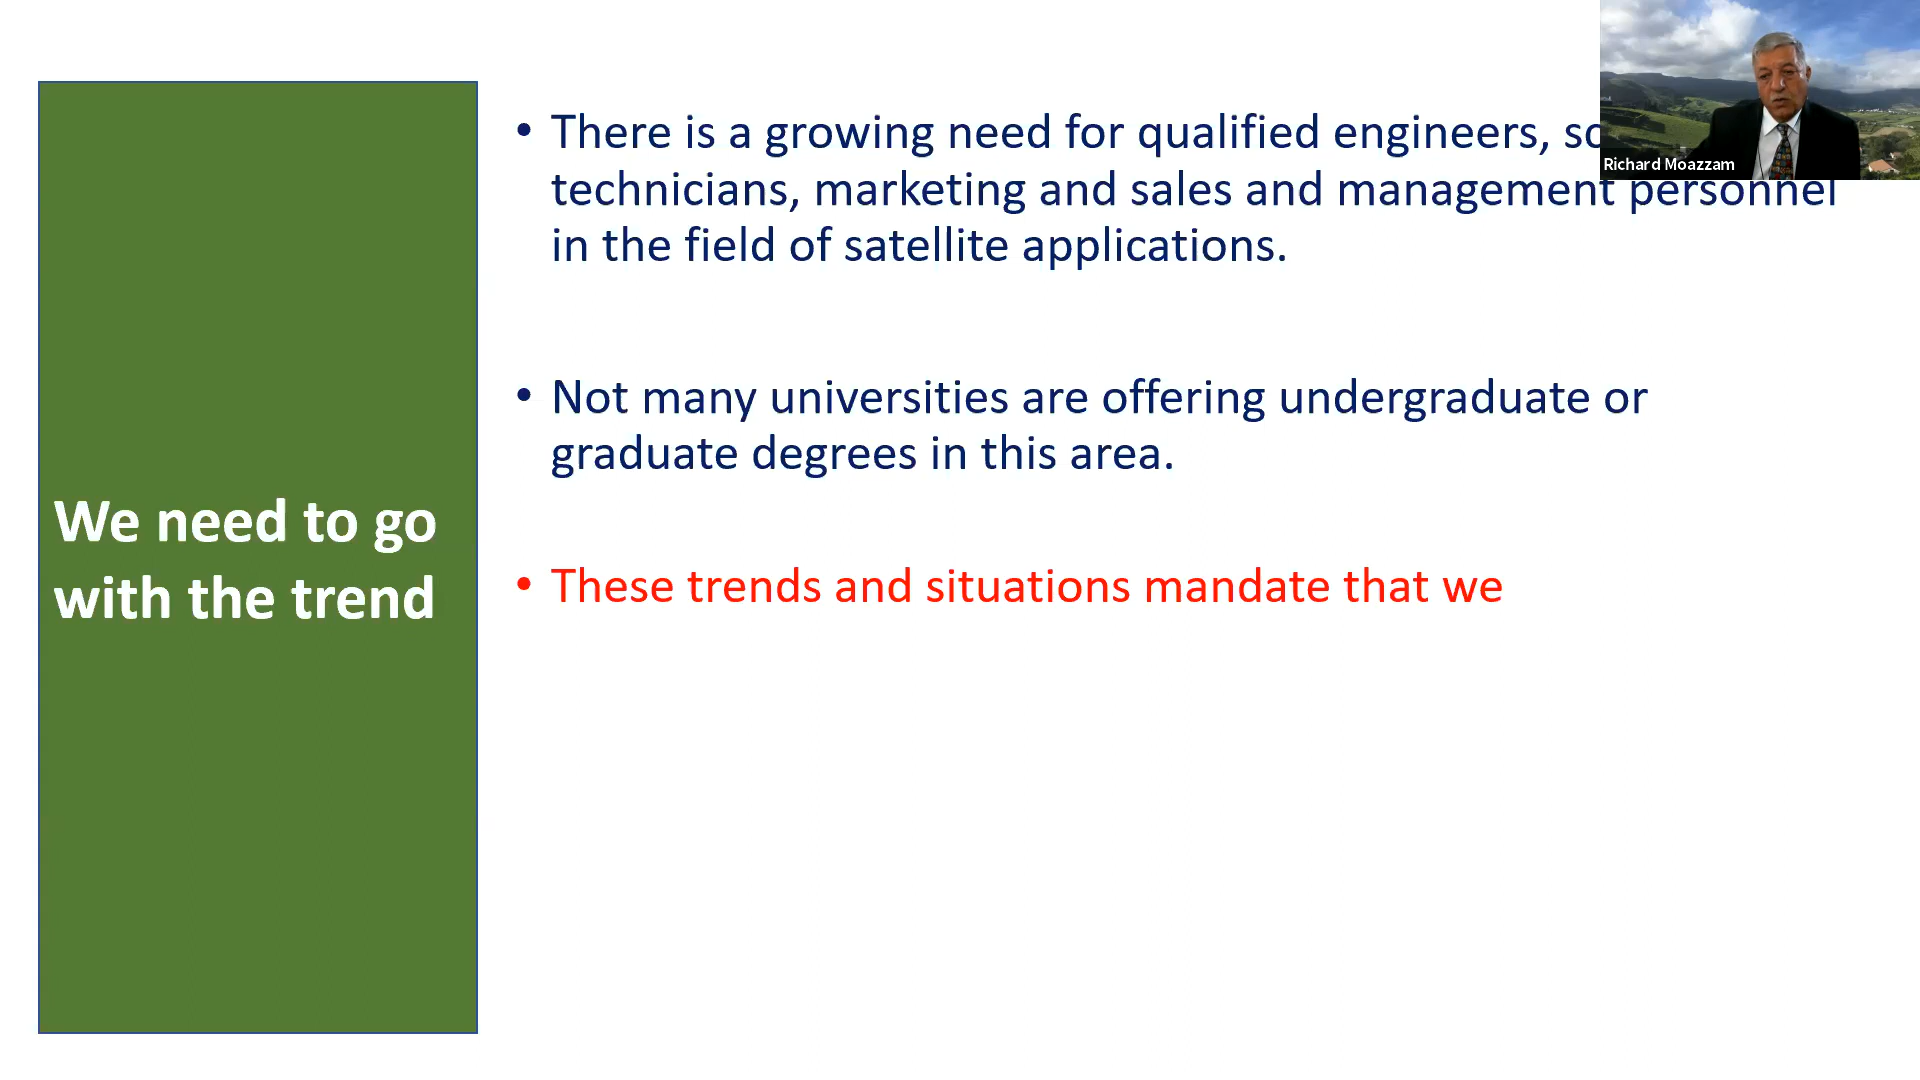 We need to go
with the trend
• There is a growing need for qualified engineers,
technicians, marketing and sales and management personnel
in the field of satellite applications.
• Not many universities are offering undergraduate or
graduate degrees in this area.
• These trends and situations mandate that we
Richard Moazzam